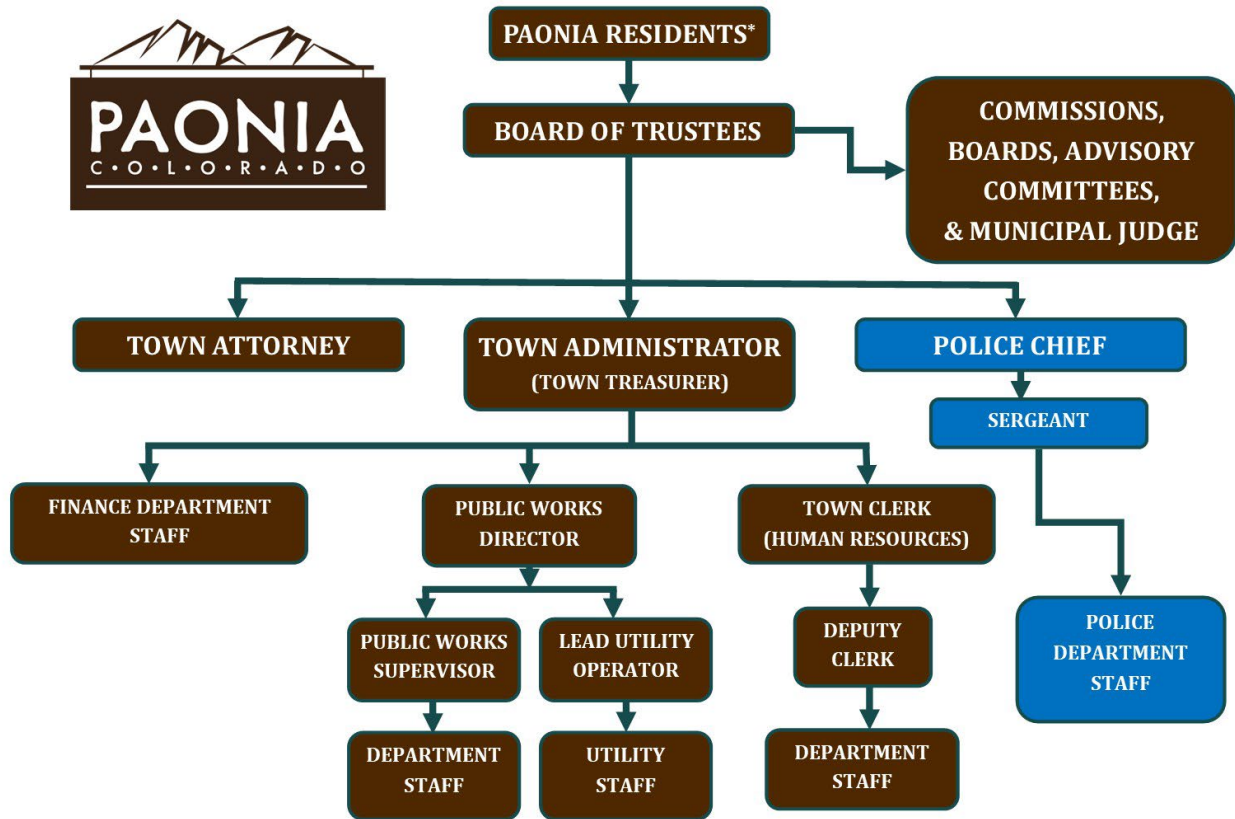 PAONIA
C•O•L•O•R•A•D•O
PAONIA RESIDENTS*
BOARD OF TRUSTEES
COMMISSIONS,
BOARDS, ADVISORY
COMMITTEES,
& MUNICIPAL JUDGE
TOWN ATTORNEY
TOWN ADMINISTRATOR
(TOWN TREASURER)
POLICE CHIEF
SERGEANT
FINANCE DEPARTMENT
STAFF
PUBLIC WORKS
DIRECTOR
TOWN CLERK
(HUMAN RESOURCES)
PUBLIC WORKS
SUPERVISOR
LEAD UTILITY
OPERATOR
DEPUTY
CLERK
POLICE
DEPARTMENT
STAFF
DEPARTMENT
STAFF
UTILITY
STAFF
DEPARTMENT
STAFF